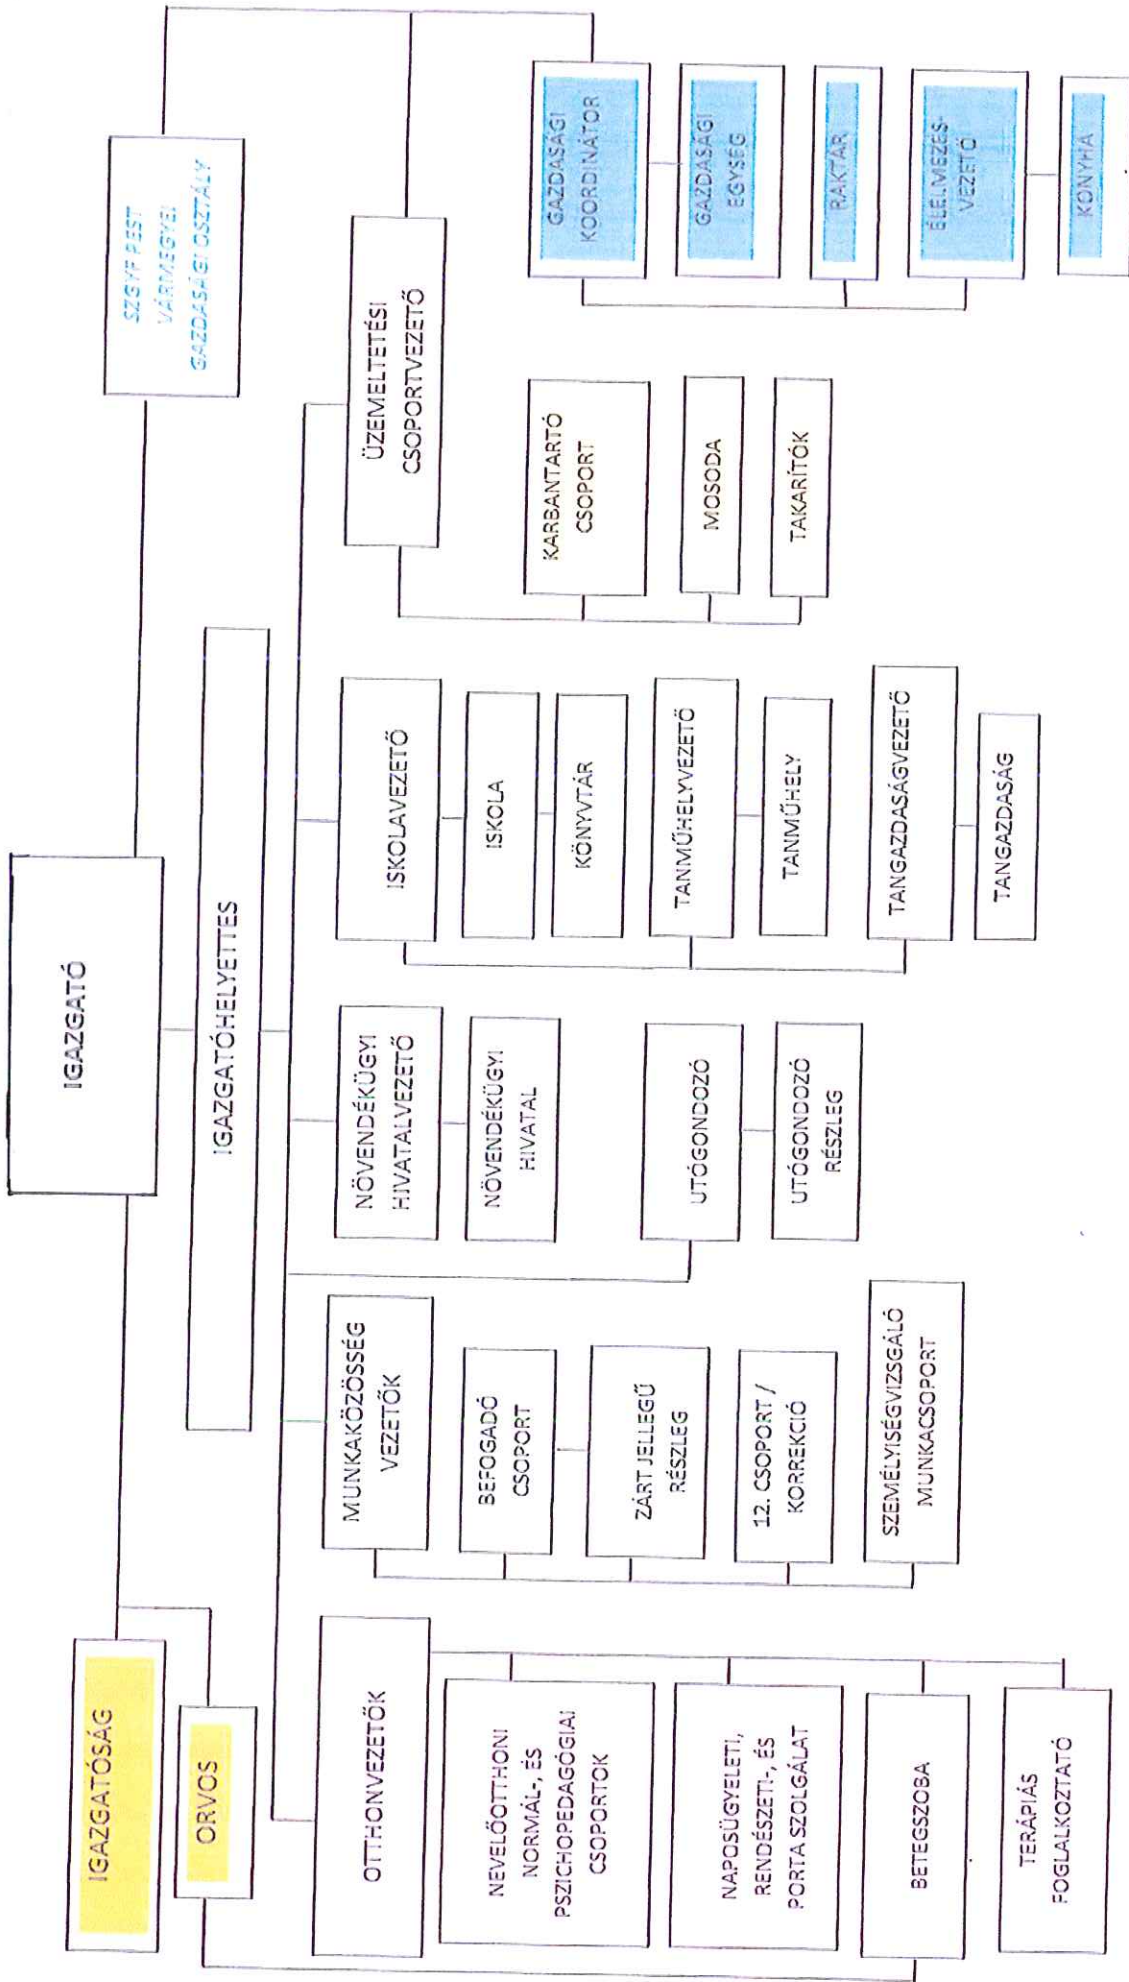 IGAZGATÓ
IGAZGATÓSÁG
ORVOS
SZGYF PEST
VÁRMEGYEI
GAZDASÁGI OSZTÁLY
IGAZGATÓHELYETTES
OTTHONVEZETŐK
NEVELŐOTTHONI
NORMÁL-, ÉS
PSZICHOPEDAGÓGIAI
CSOPORTOK
NAPOSÜGYELETI,
RENDÉSZETI-, ÉS
PORTA SZOLGÁLAT
BETEGSZOBA
TERÁPIÁS
FOGLALKOZTATÓ
MUNKAKÖZÖSSÉG
VEZETŐK
BEFOGADÓ
CSOPORT
ZÁRT JELLEGŰ
RÉSZLEG
12. CSOPORT /
KORREKCIÓ
SZEMÉLYISÉGVIZSGÁLÓ
MUNKACSOPORT
NÖVENDÉKÜGYI
HIVATALVEZETŐ
NÖVENDÉKÜGYI
HIVATAL
UTÓGONDOZÓ
UTÓGONDOZÓ
RÉSZLEG
ISKOLAVEZETŐ
ISKOLA
KÖNYVTÁR
TANMŰHELYVEZETŐ
TANMŰHELY
TANGAZDASÁGVEZETŐ
TANGAZDASÁG
ÜZEMELTETÉSI
CSOPORTVEZETŐ
KARBANTARTÓ
CSOPORT
MOSODA
TAKARÍTÓK
GAZDASÁGI
KOORDINÁTOR
GAZDASÁGI
EGYSÉG
RAKTÁR
ÉLELMEZÉS-
VEZETŐ
KONYHA